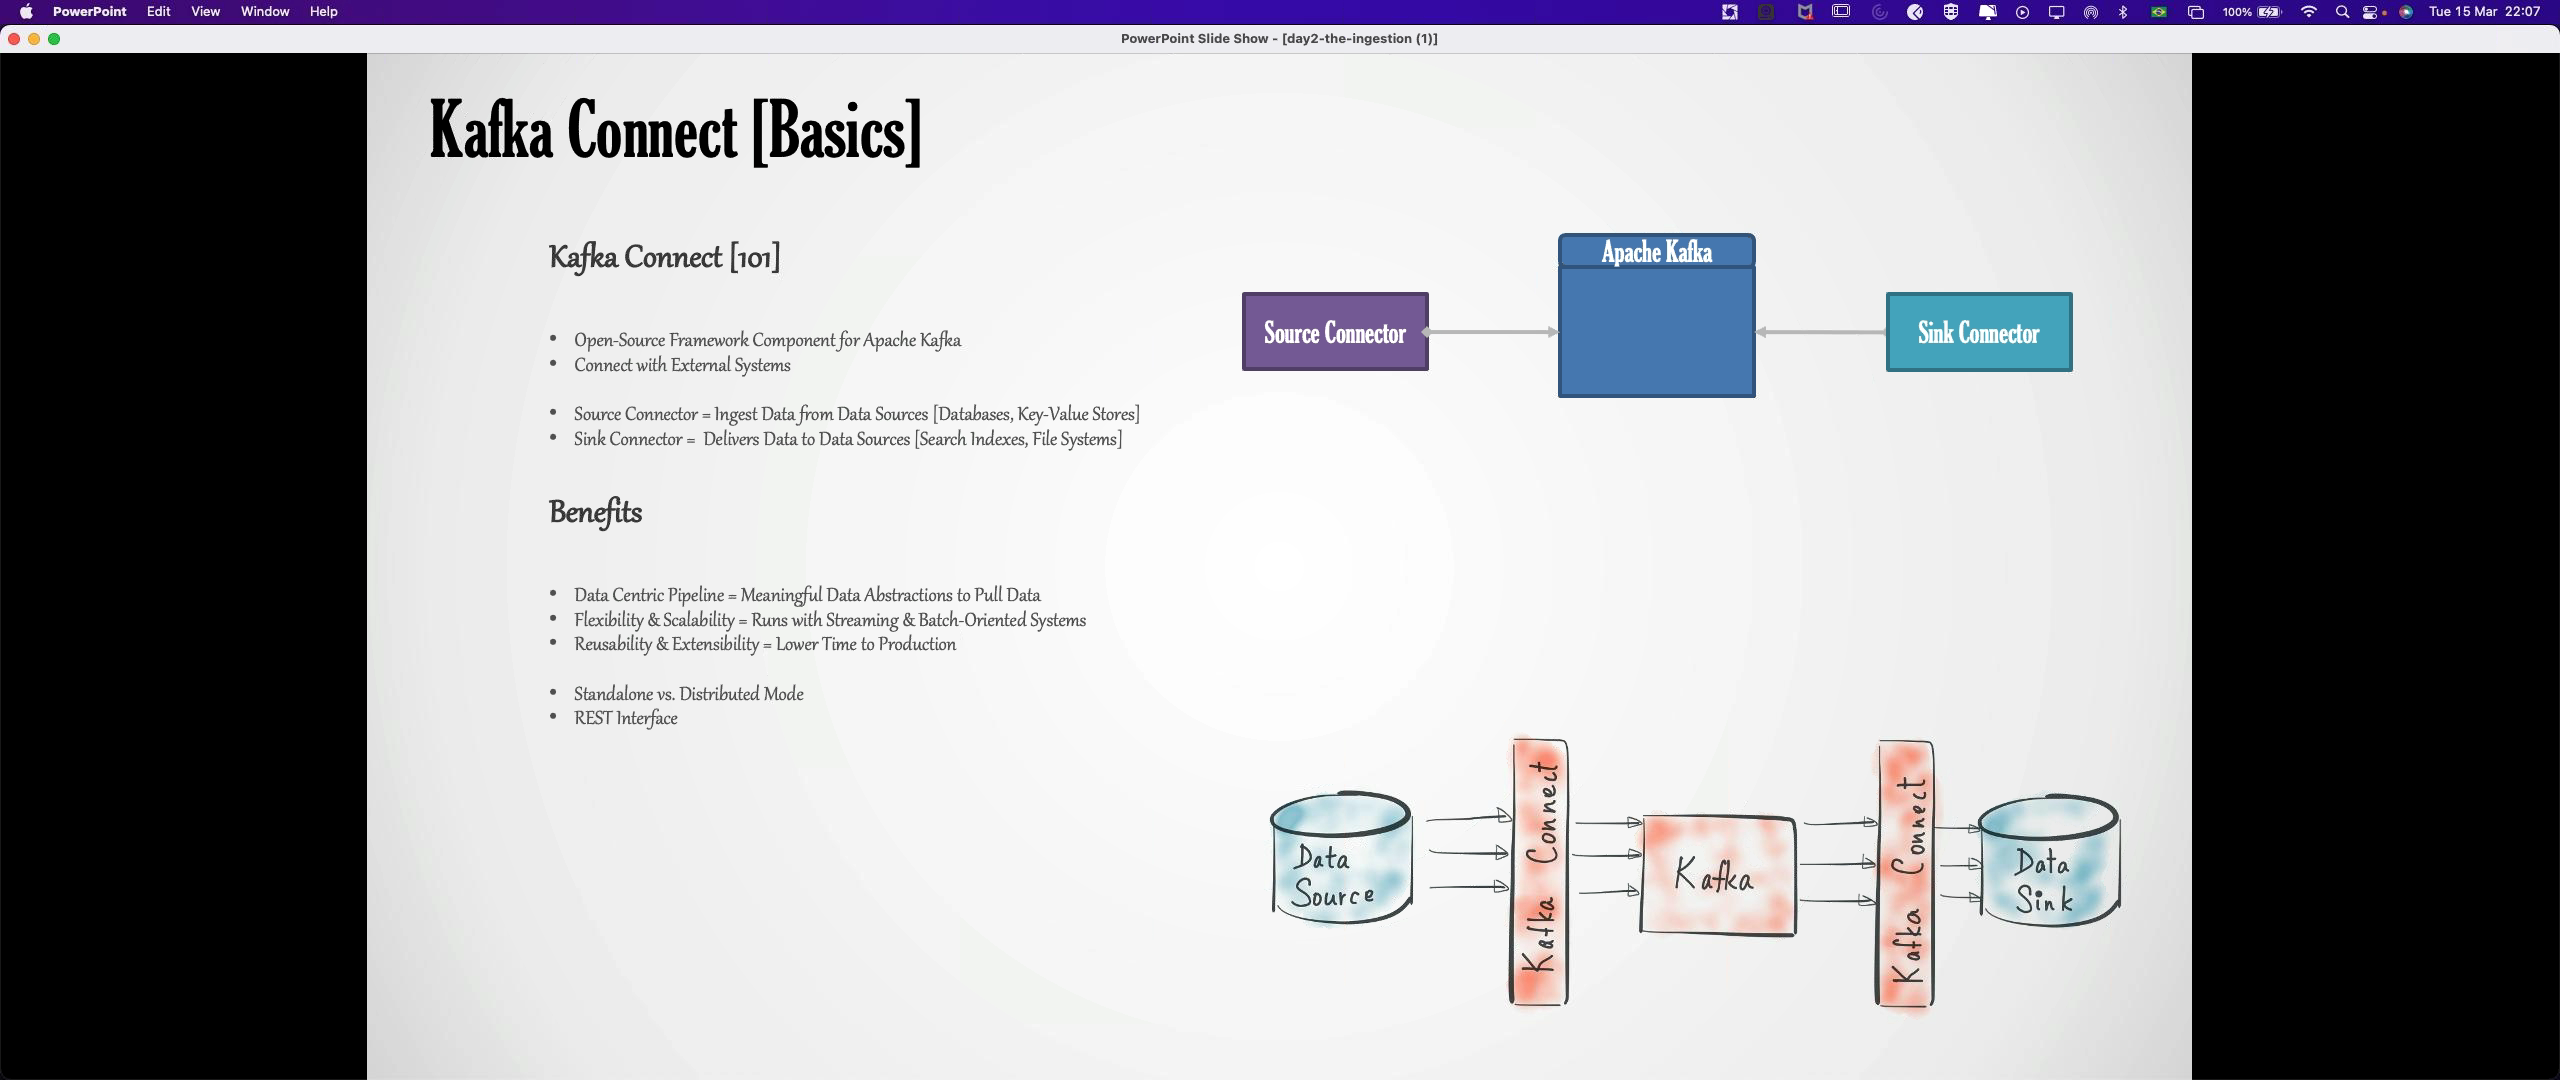 PowerPoint Edit View Window Help
100% Tue 15 Mar 22:07
PowerPoint Slide Show - [day2-the-ingestion (1)]
Kafka Connect [Basics]
Kafka Connect [101]
• Open-Source Framework Component for Apache Kafka
• Connect with External Systems
• Source Connector = Ingest Data from Data Sources [Databases, Key-Value Stores]
• Sink Connector = Delivers Data to Data Sources [Search Indexes, File Systems]
Benefits
• Data Centric Pipeline = Meaningful Data Abstractions to Pull Data
• Flexibility & Scalability = Runs with Streaming & Batch-Oriented Systems
• Reusability & Extensibility = Lower Time to Production
• Standalone vs. Distributed Mode
• REST Interface
Apache Kafka
Source Connector
Sink Connector
Data
Source
Kafka Connect
Kafka
Kafka Connect
Data
Sink